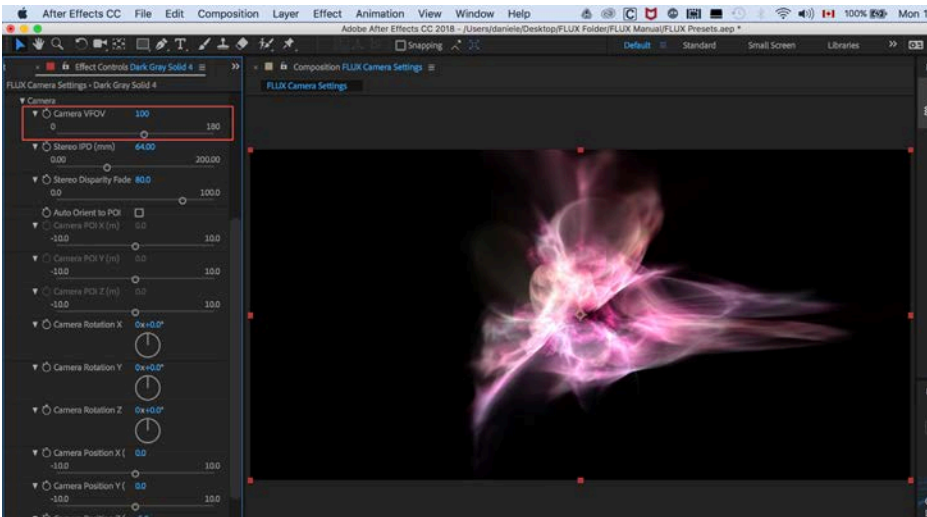 After Effects CC File Edit Composition Layer Effect Animation View Window Help 100% Mon 1
Adobe After Effects CC 2018 - /Users/daniele/Desktop/FLUX Folder/FLUX Manual/FLUX Presets.aep *
Snapping Default Standard Small Screen Libraries
Effect Controls Dark Gray Solid 4 Composition FLUX Camera Settings
FLUX Camera Settings • Dark Gray Solid 4 FLUX Camera Settings
Camera
Camera VFOV 100
0 180
Stereo IPD (mm) 64.00
0.00 200.00
Stereo Disparity Fade 80.0
0.0 100.0
Auto Orient to POI
Camera POI X (m) 0.0
-10.0 10.0
Camera POI Y (m) 0.0
-10.0 10.0
Camera POI Z (m) 0.0
-10.0 10.0
Camera Rotation X 0x+0.0°
Camera Rotation Y 0x+0.0°
Camera Rotation Z 0x+0.0°
Camera Position X ( 0.0
-10.0 10.0
Camera Position Y ( 0.0
-10.0 10.0